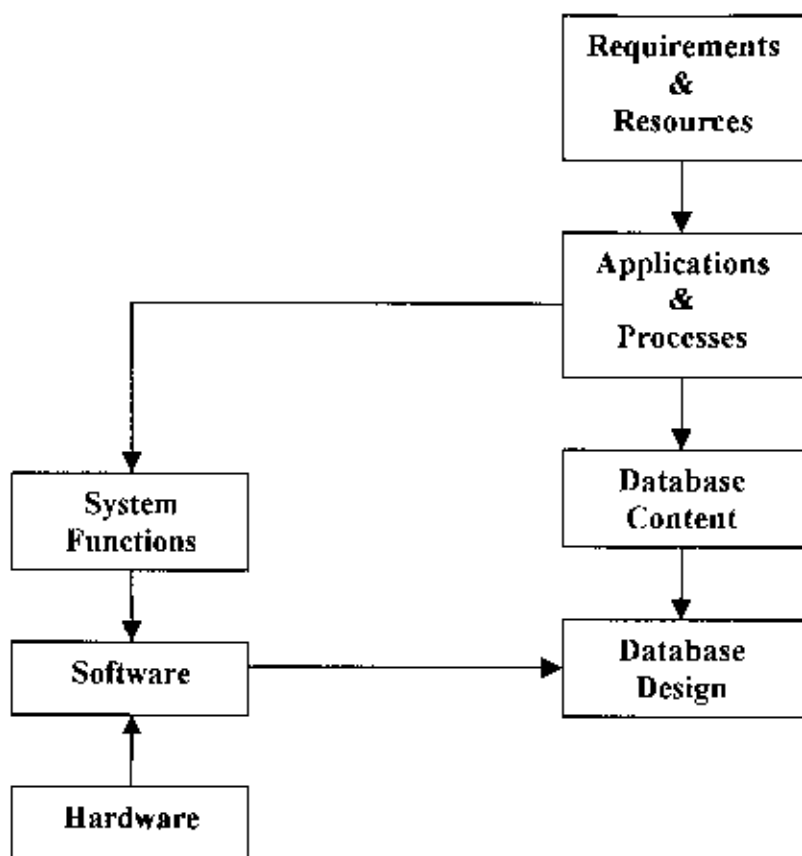 Requirements
&
Resources
Applications
&
Processes
System
Functions
Database
Content
Software
Database
Design
Hardware